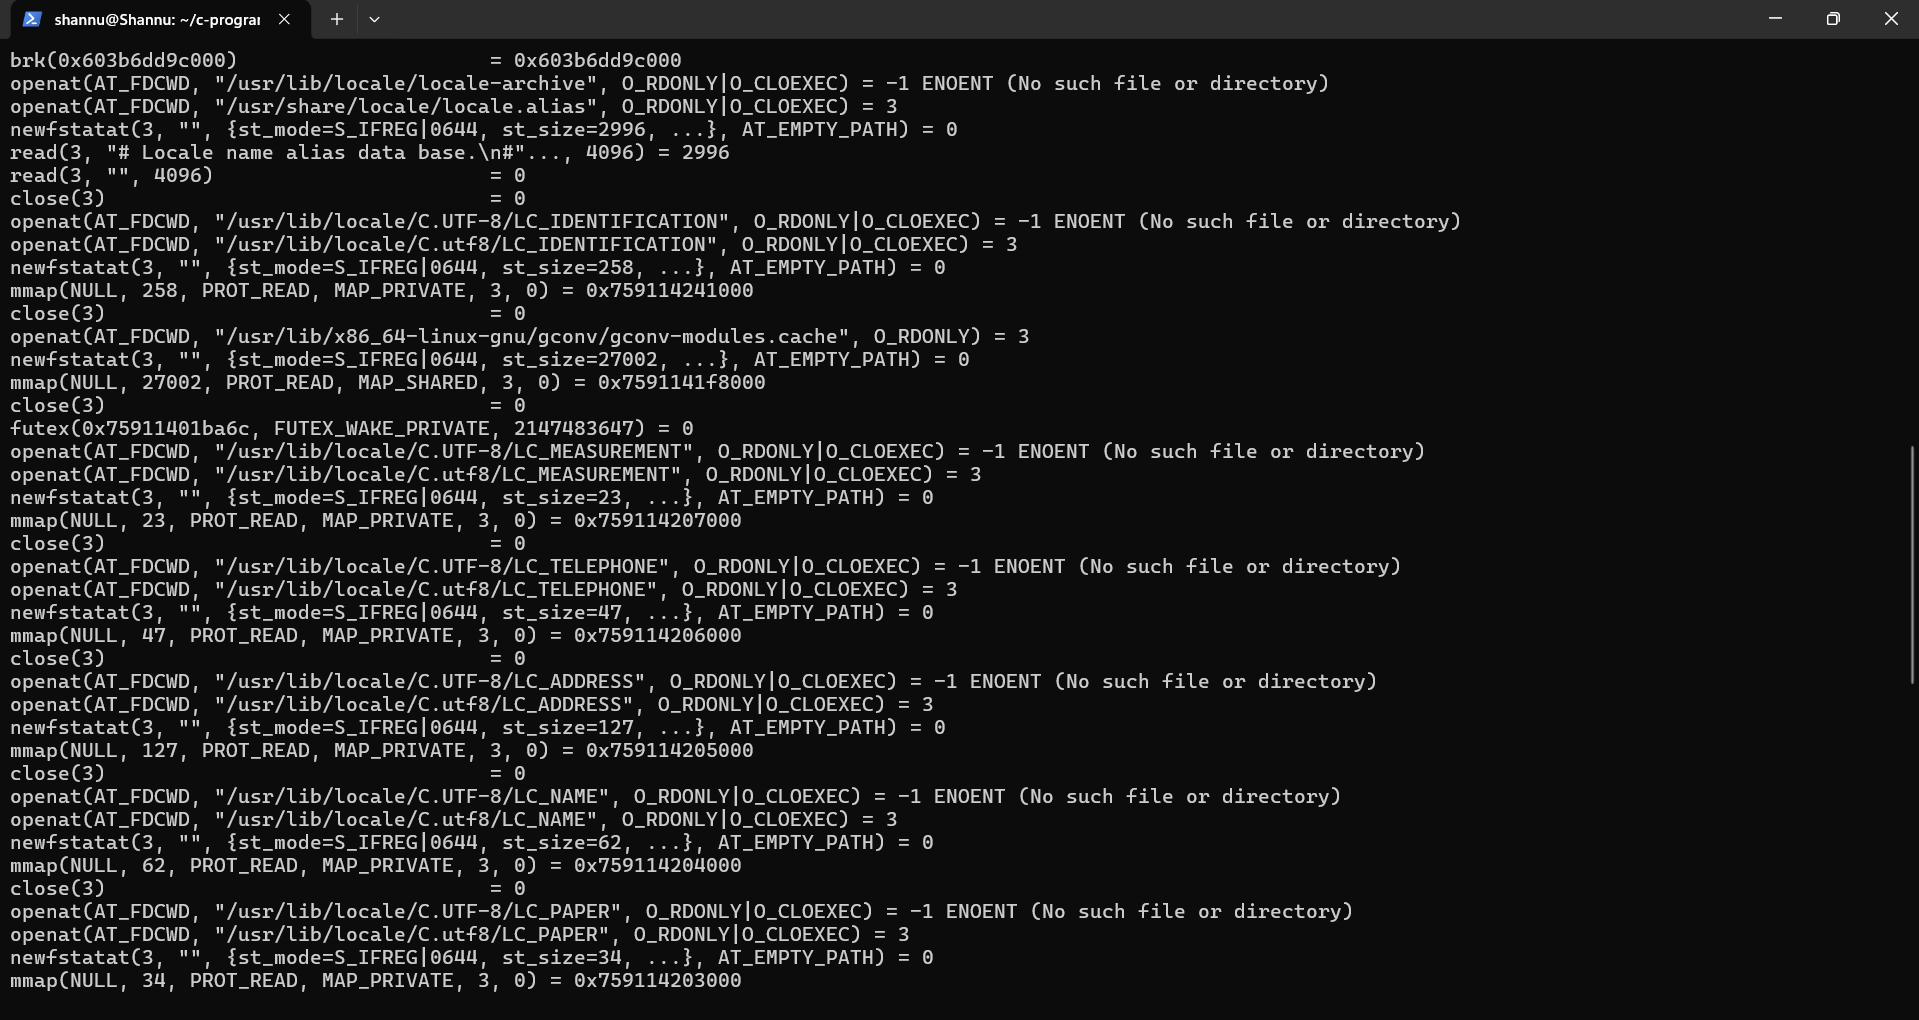 shannu@Shannu: ~/c-progra
brk(0x603b6dd9c000)                     = 0x603b6dd9c000
openat(AT_FDCWD, "/usr/lib/locale/locale-archive", O_RDONLY|O_CLOEXEC) = -1 ENOENT (No such file or directory)
openat(AT_FDCWD, "/usr/share/locale/locale.alias", O_RDONLY|O_CLOEXEC) = 3
newfstatat(3, "", {st_mode=S_IFREG|0644, st_size=2996, ...}, AT_EMPTY_PATH) = 0
read(3, "# Locale name alias data base.\n#"..., 4096) = 2996
read(3, "", 4096)                       = 0
close(3)                                = 0
openat(AT_FDCWD, "/usr/lib/locale/C.UTF-8/LC_IDENTIFICATION", O_RDONLY|O_CLOEXEC) = -1 ENOENT (No such file or directory)
openat(AT_FDCWD, "/usr/lib/locale/C.utf8/LC_IDENTIFICATION", O_RDONLY|O_CLOEXEC) = 3
newfstatat(3, "", {st_mode=S_IFREG|0644, st_size=258, ...}, AT_EMPTY_PATH) = 0
mmap(NULL, 258, PROT_READ, MAP_PRIVATE, 3, 0) = 0x759114241000
close(3)                                = 0
openat(AT_FDCWD, "/usr/lib/x86_64-linux-gnu/gconv/gconv-modules.cache", O_RDONLY) = 3
newfstatat(3, "", {st_mode=S_IFREG|0644, st_size=27002, ...}, AT_EMPTY_PATH) = 0
mmap(NULL, 27002, PROT_READ, MAP_SHARED, 3, 0) = 0x7591141f8000
close(3)                                = 0
futex(0x75911401ba6c, FUTEX_WAKE_PRIVATE, 2147483647) = 0
openat(AT_FDCWD, "/usr/lib/locale/C.UTF-8/LC_MEASUREMENT", O_RDONLY|O_CLOEXEC) = -1 ENOENT (No such file or directory)
openat(AT_FDCWD, "/usr/lib/locale/C.utf8/LC_MEASUREMENT", O_RDONLY|O_CLOEXEC) = 3
newfstatat(3, "", {st_mode=S_IFREG|0644, st_size=23, ...}, AT_EMPTY_PATH) = 0
mmap(NULL, 23, PROT_READ, MAP_PRIVATE, 3, 0) = 0x759114207000
close(3)                                = 0
openat(AT_FDCWD, "/usr/lib/locale/C.UTF-8/LC_TELEPHONE", O_RDONLY|O_CLOEXEC) = -1 ENOENT (No such file or directory)
openat(AT_FDCWD, "/usr/lib/locale/C.utf8/LC_TELEPHONE", O_RDONLY|O_CLOEXEC) = 3
newfstatat(3, "", {st_mode=S_IFREG|0644, st_size=47, ...}, AT_EMPTY_PATH) = 0
mmap(NULL, 47, PROT_READ, MAP_PRIVATE, 3, 0) = 0x759114206000
close(3)                                = 0
openat(AT_FDCWD, "/usr/lib/locale/C.UTF-8/LC_ADDRESS", O_RDONLY|O_CLOEXEC) = -1 ENOENT (No such file or directory)
openat(AT_FDCWD, "/usr/lib/locale/C.utf8/LC_ADDRESS", O_RDONLY|O_CLOEXEC) = 3
newfstatat(3, "", {st_mode=S_IFREG|0644, st_size=127, ...}, AT_EMPTY_PATH) = 0
mmap(NULL, 127, PROT_READ, MAP_PRIVATE, 3, 0) = 0x759114205000
close(3)                                = 0
openat(AT_FDCWD, "/usr/lib/locale/C.UTF-8/LC_NAME", O_RDONLY|O_CLOEXEC) = -1 ENOENT (No such file or directory)
openat(AT_FDCWD, "/usr/lib/locale/C.utf8/LC_NAME", O_RDONLY|O_CLOEXEC) = 3
newfstatat(3, "", {st_mode=S_IFREG|0644, st_size=62, ...}, AT_EMPTY_PATH) = 0
mmap(NULL, 62, PROT_READ, MAP_PRIVATE, 3, 0) = 0x759114204000
close(3)                                = 0
openat(AT_FDCWD, "/usr/lib/locale/C.UTF-8/LC_PAPER", O_RDONLY|O_CLOEXEC) = -1 ENOENT (No such file or directory)
openat(AT_FDCWD, "/usr/lib/locale/C.utf8/LC_PAPER", O_RDONLY|O_CLOEXEC) = 3
newfstatat(3, "", {st_mode=S_IFREG|0644, st_size=34, ...}, AT_EMPTY_PATH) = 0
mmap(NULL, 34, PROT_READ, MAP_PRIVATE, 3, 0) = 0x759114203000